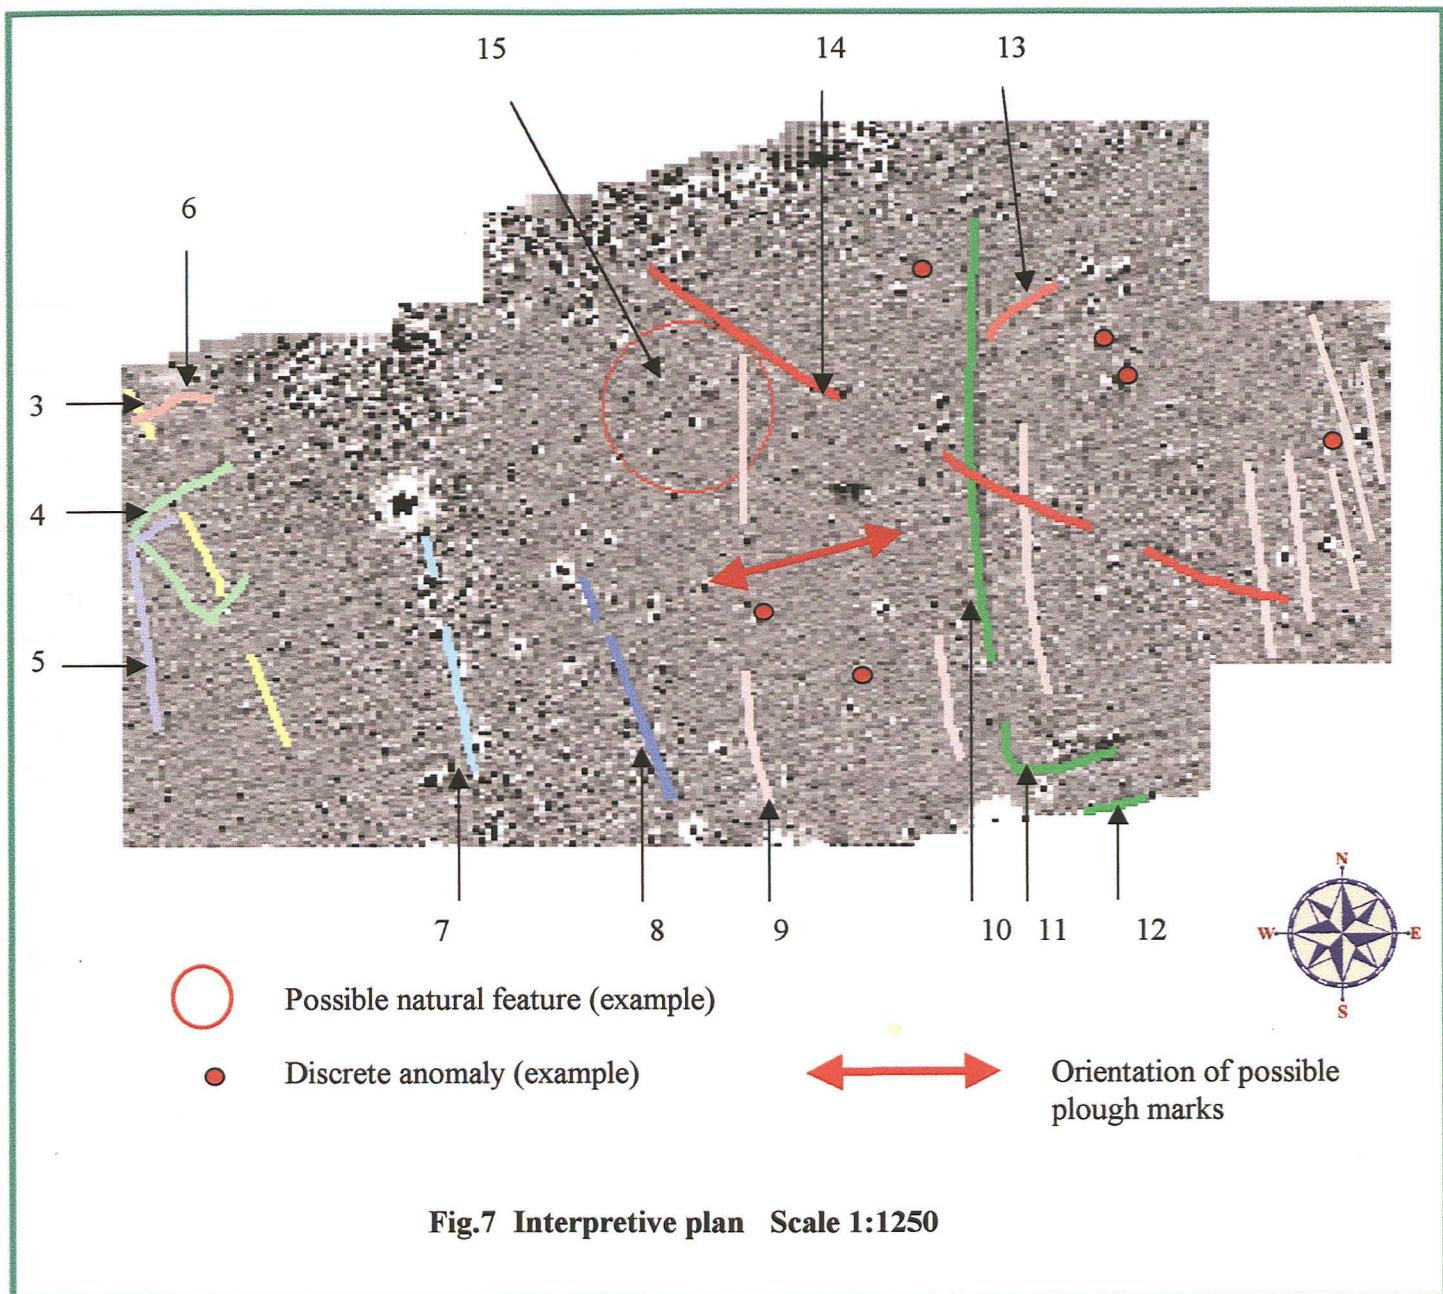 15
14
13
6
3
4
5
7
8
9
10
11
12
N
W
E
S
Possible natural feature (example)
Discrete anomaly (example)
Orientation of possible
plough marks
Fig.7 Interpretive plan Scale 1:1250